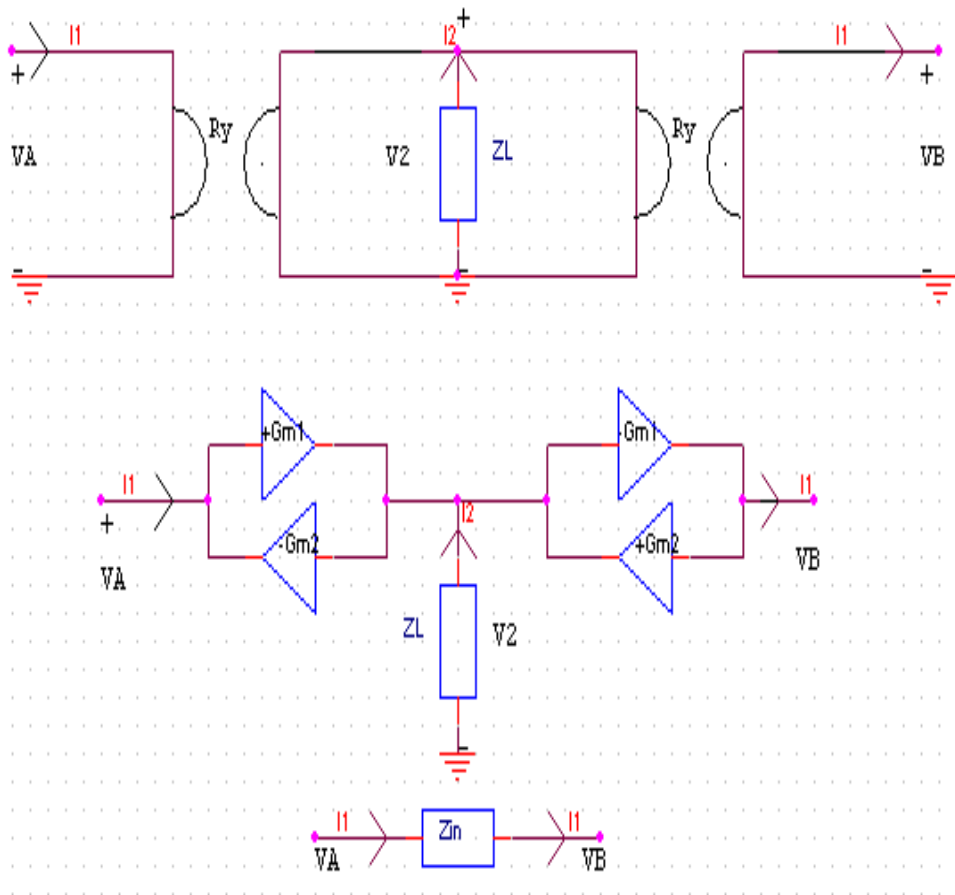 I1 I2 + I1
+ +
Ry Ry
VA V2 ZL VB
- - -
+Gm1 -Gm1
I1 I2 I1
+
-Gm2 +Gm2
VA VB
ZL V2
-
I1 Zin I1
VA VB